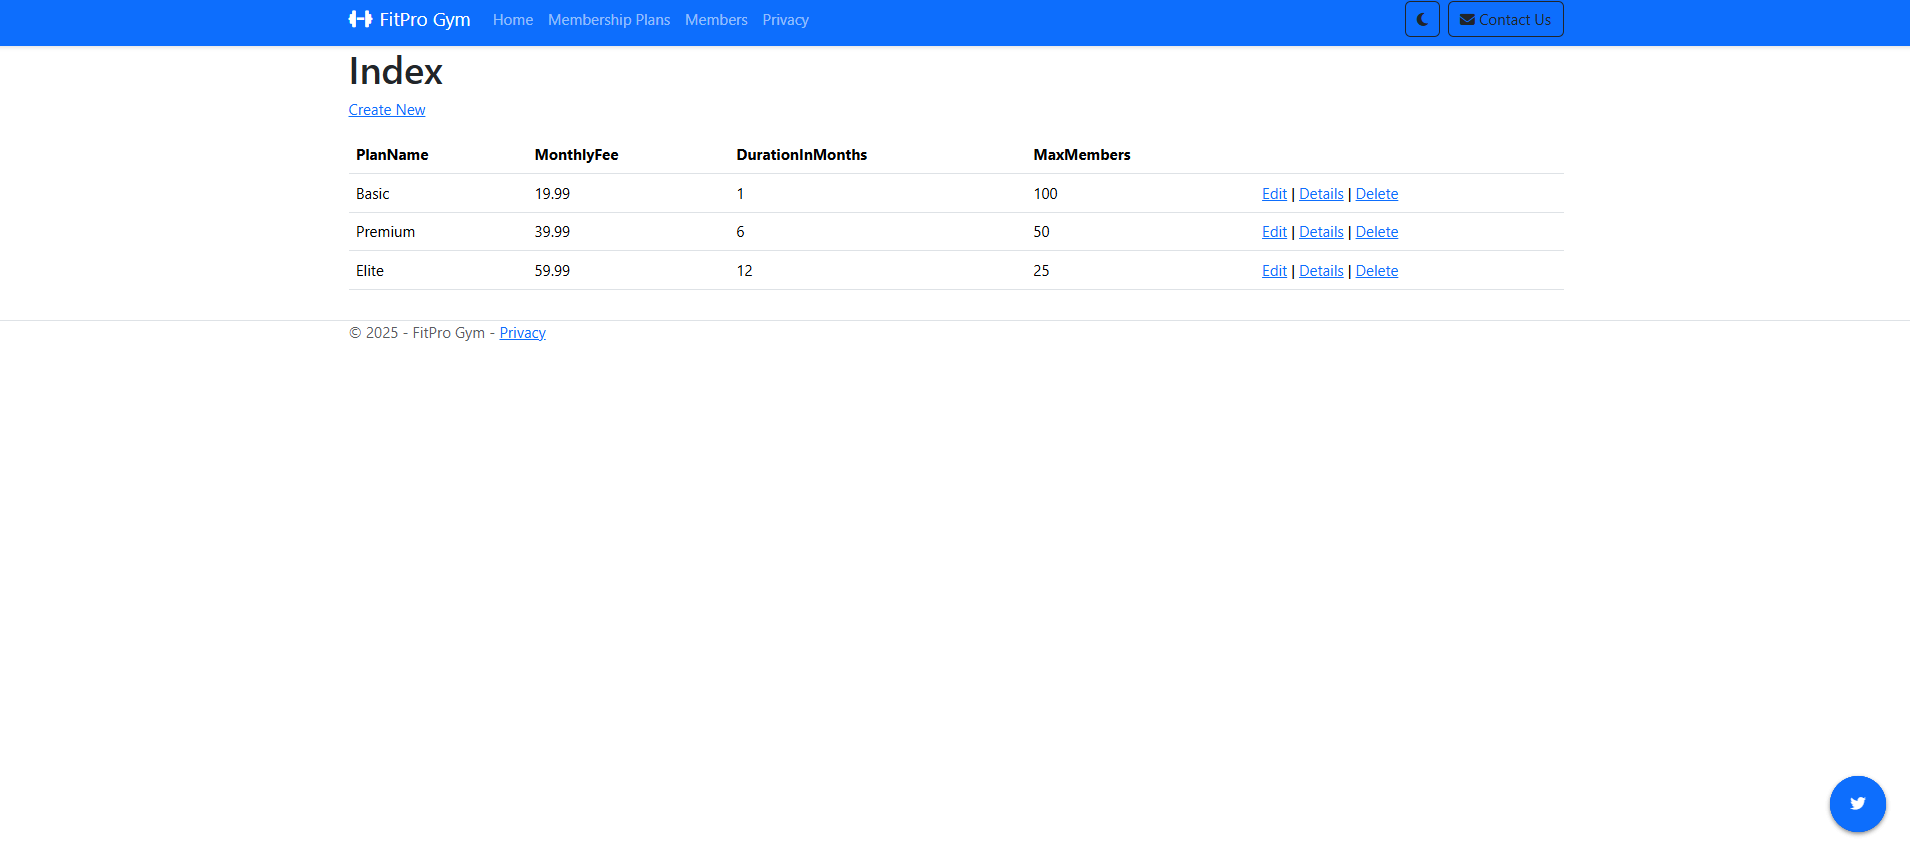 FitPro Gym Home Membership Plans Members Privacy Contact Us
Index
Create New
PlanName MonthlyFee DurationInMonths MaxMembers
Basic 19.99 1 100 Edit | Details | Delete
Premium 39.99 6 50 Edit | Details | Delete
Elite 59.99 12 25 Edit | Details | Delete
© 2025 - FitPro Gym - Privacy